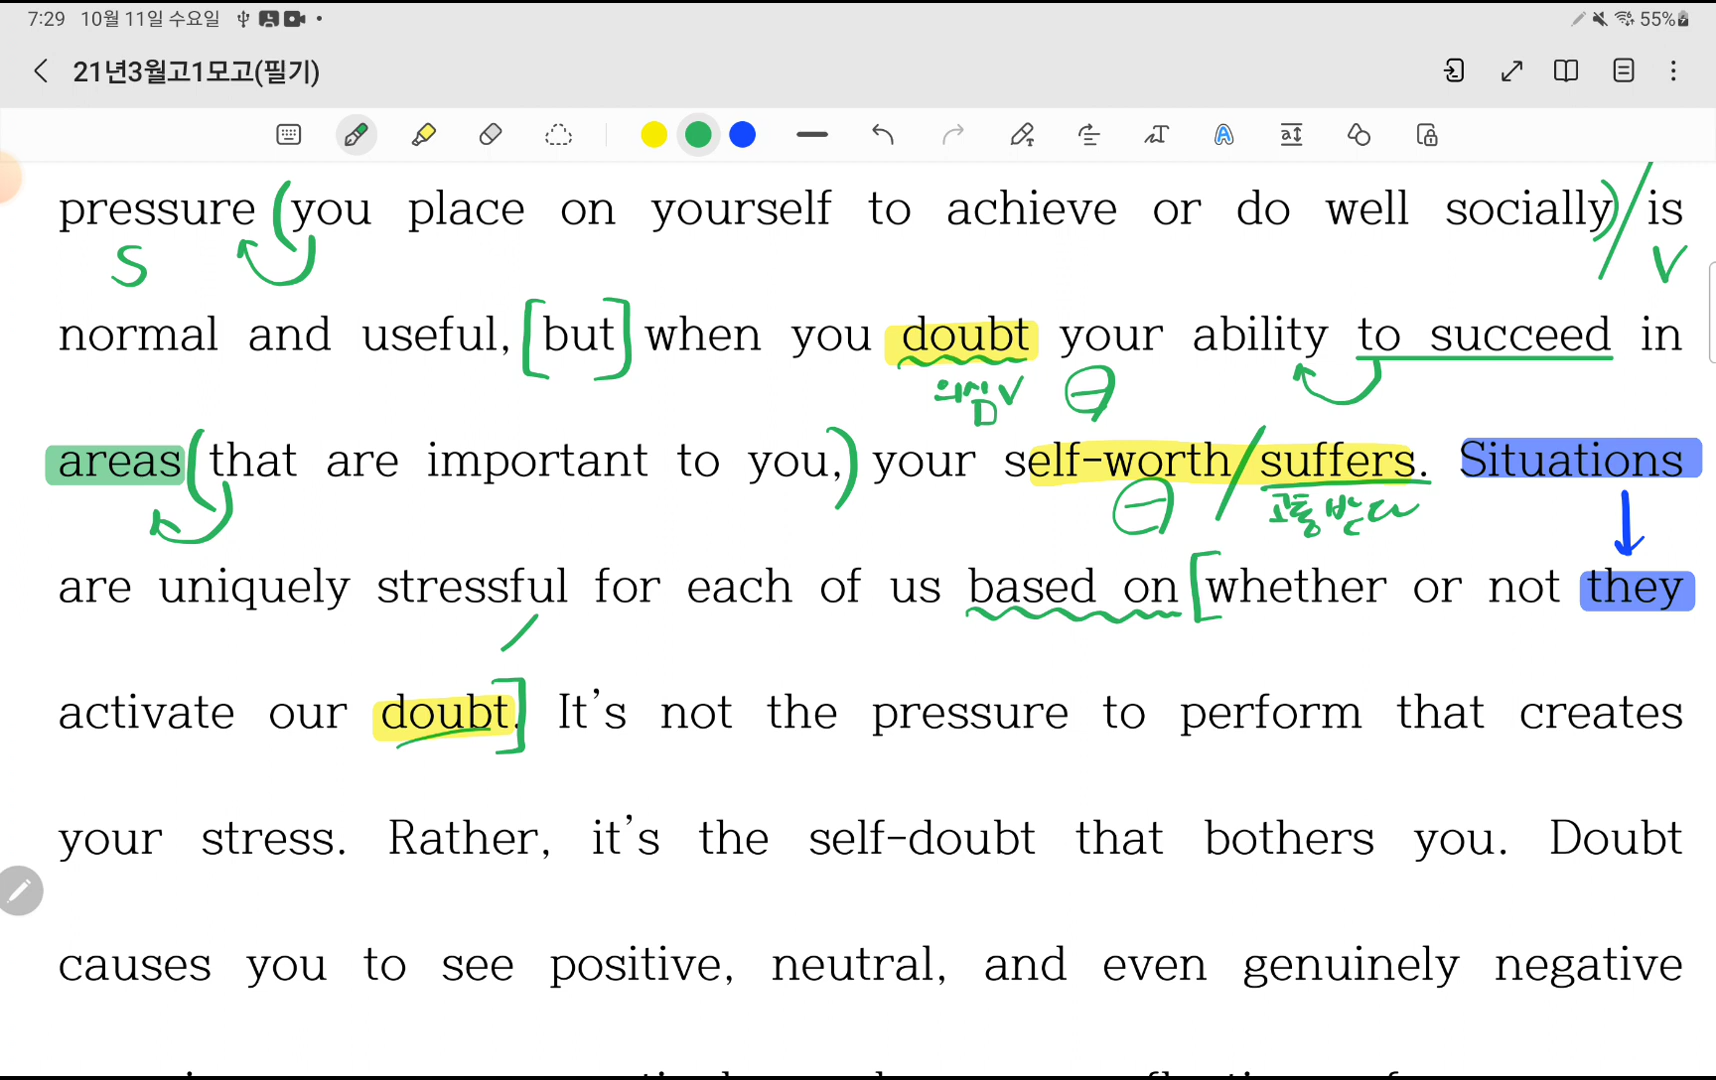 7:29 10월 11일 수요일 55%
21년3월고1모고(필기)
pressure (you place on yourself to achieve or do well socially) / is
S V
normal and useful, [but] when you doubt your ability to succeed in
의심 V
D
areas (that are important to you,) your self-worth / suffers. Situations
고통 받다
are uniquely stressful for each of us based on [whether or not they
activate our doubt.] It's not the pressure to perform that creates
your stress. Rather, it's the self-doubt that bothers you. Doubt
causes you to see positive, neutral, and even genuinely negative